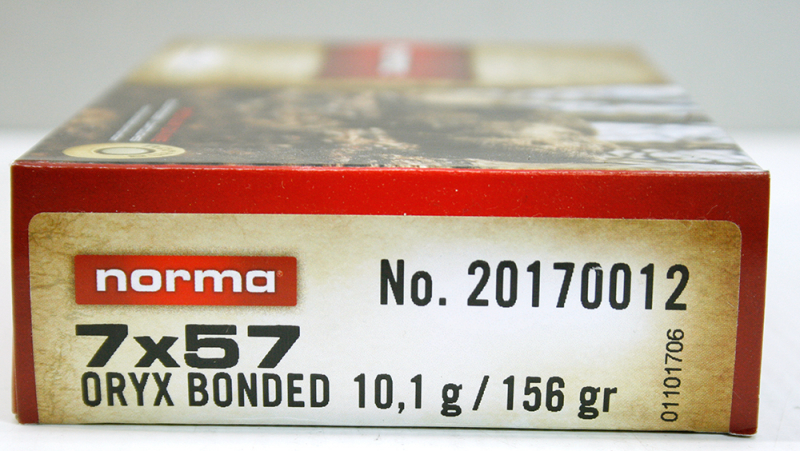 norma
No. 20170012
7x57
ORYX BONDED 10,1 g / 156 gr
01101706